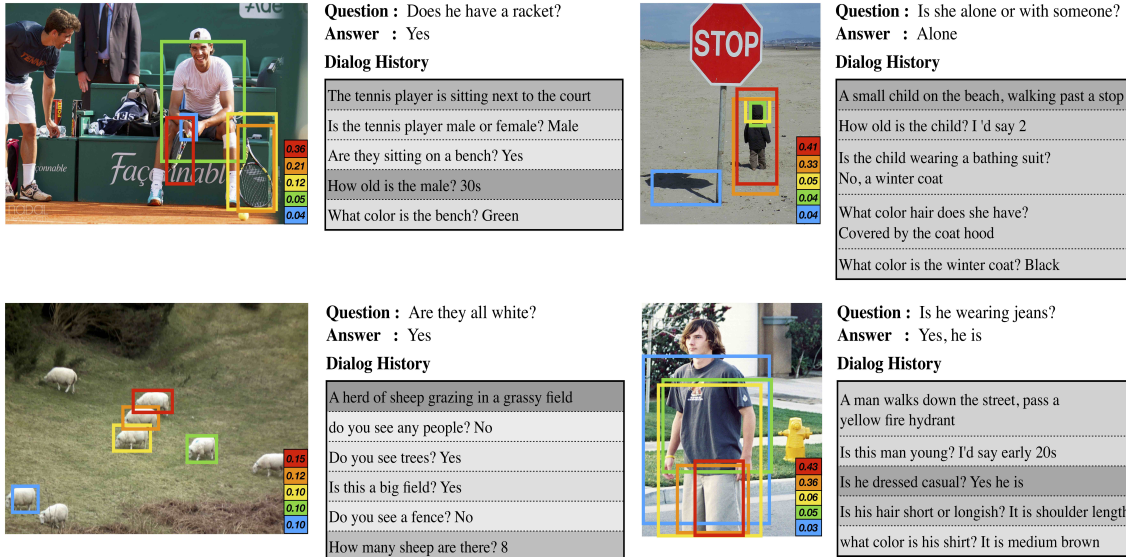 Question : Does he have a racket?
Answer : Yes
Dialog History
The tennis player is sitting next to the court
Is the tennis player male or female? Male
Are they sitting on a bench? Yes
How old is the male? 30s
What color is the bench? Green
Façonnabl
connable
0.36
0.21
0.12
0.05
0.04
Question : Is she alone or with someone?
Answer : Alone
Dialog History
A small child on the beach, walking past a stop
How old is the child? I 'd say 2
Is the child wearing a bathing suit?
No, a winter coat
What color hair does she have?
Covered by the coat hood
What color is the winter coat? Black
STOP
0.41
0.33
0.05
0.04
0.04
Question : Are they all white?
Answer : Yes
Dialog History
A herd of sheep grazing in a grassy field
do you see any people? No
Do you see trees? Yes
Is this a big field? Yes
Do you see a fence? No
How many sheep are there? 8
0.15
0.12
0.10
0.10
0.10
Question : Is he wearing jeans?
Answer : Yes, he is
Dialog History
A man walks down the street, pass a
yellow fire hydrant
Is this man young? I'd say early 20s
Is he dressed casual? Yes he is
Is his hair short or longish? It is shoulder length
what color is his shirt? It is medium brown
0.43
0.36
0.06
0.05
0.03